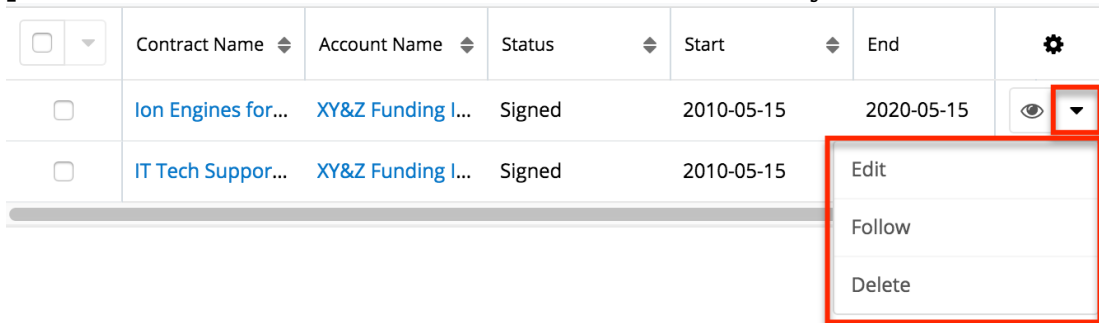 Contract Name Account Name Status Start End
Ion Engines for... XY&Z Funding I... Signed 2010-05-15 2020-05-15
IT Tech Suppor... XY&Z Funding I... Signed 2010-05-15
Edit
Follow
Delete